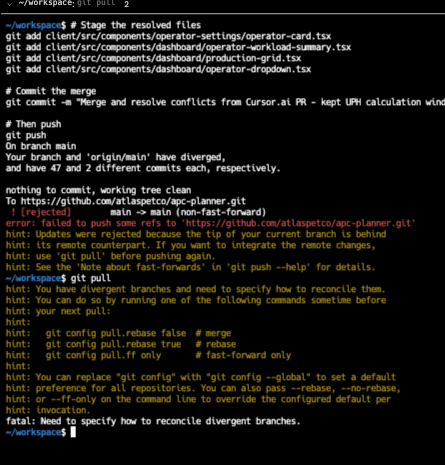 ~/workspace: git pull 2
~/workspace$ # Stage the resolved files
git add client/src/components/operator-settings/operator-card.tsx
git add client/src/components/dashboard/operator-workload-summary.tsx
git add client/src/components/dashboard/production-grid.tsx
git add client/src/components/dashboard/operator-dropdown.tsx

# Commit the merge
git commit -m "Merge and resolve conflicts from Cursor.ai PR - kept UPH calculation wind

# Then push
git push
On branch main
Your branch and 'origin/main' have diverged,
and have 47 and 2 different commits each, respectively.

nothing to commit, working tree clean
To https://github.com/atlaspetco/apc-planner.git
 ! [rejected]        main -> main (non-fast-forward)
error: failed to push some refs to 'https://github.com/atlaspetco/apc-planner.git'
hint: Updates were rejected because the tip of your current branch is behind
hint: its remote counterpart. If you want to integrate the remote changes,
hint: use 'git pull' before pushing again.
hint: See the 'Note about fast-forwards' in 'git push --help' for details.
~/workspace$ git pull
hint: You have divergent branches and need to specify how to reconcile them.
hint: You can do so by running one of the following commands sometime before
hint: your next pull:
hint:
hint:   git config pull.rebase false  # merge
hint:   git config pull.rebase true   # rebase
hint:   git config pull.ff only       # fast-forward only
hint:
hint: You can replace "git config" with "git config --global" to set a default
hint: preference for all repositories. You can also pass --rebase, --no-rebase,
hint: or --ff-only on the command line to override the configured default per
hint: invocation.
fatal: Need to specify how to reconcile divergent branches.
~/workspace$